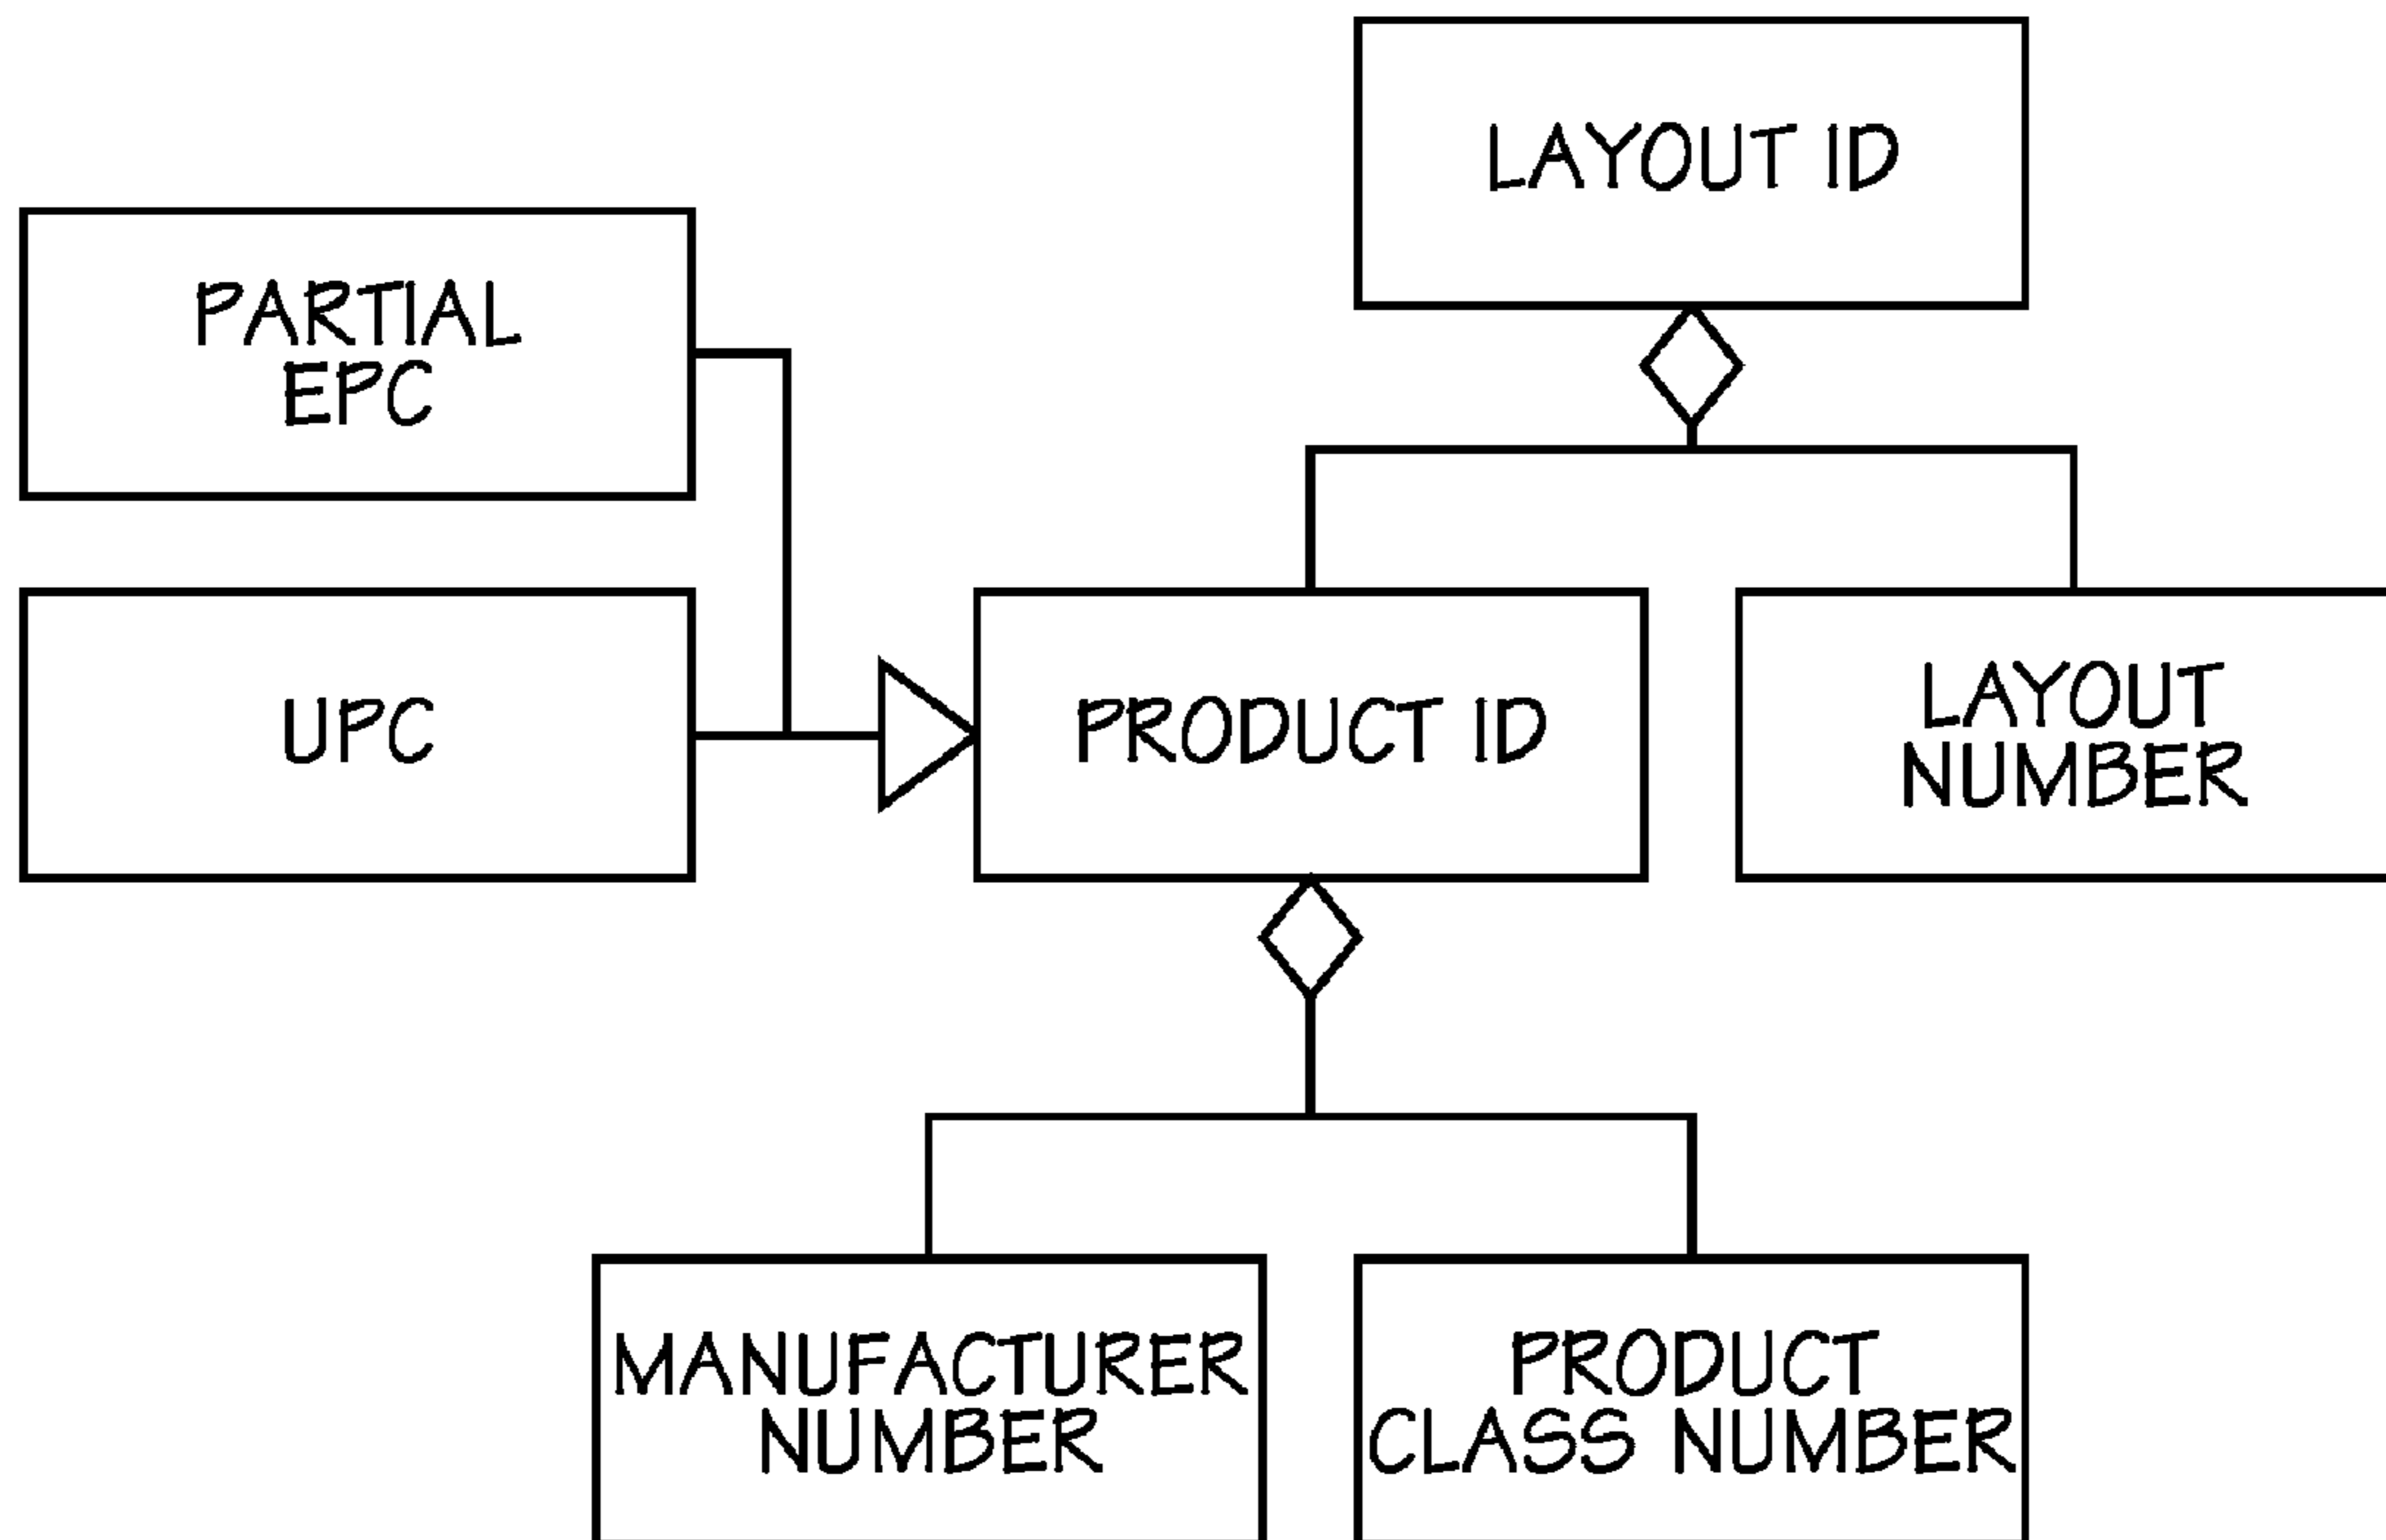 LAYOUT ID
PARTIAL
EPC
UPC
PRODUCT ID
LAYOUT
NUMBER
MANUFACTURER
NUMBER
PRODUCT
CLASS NUMBER